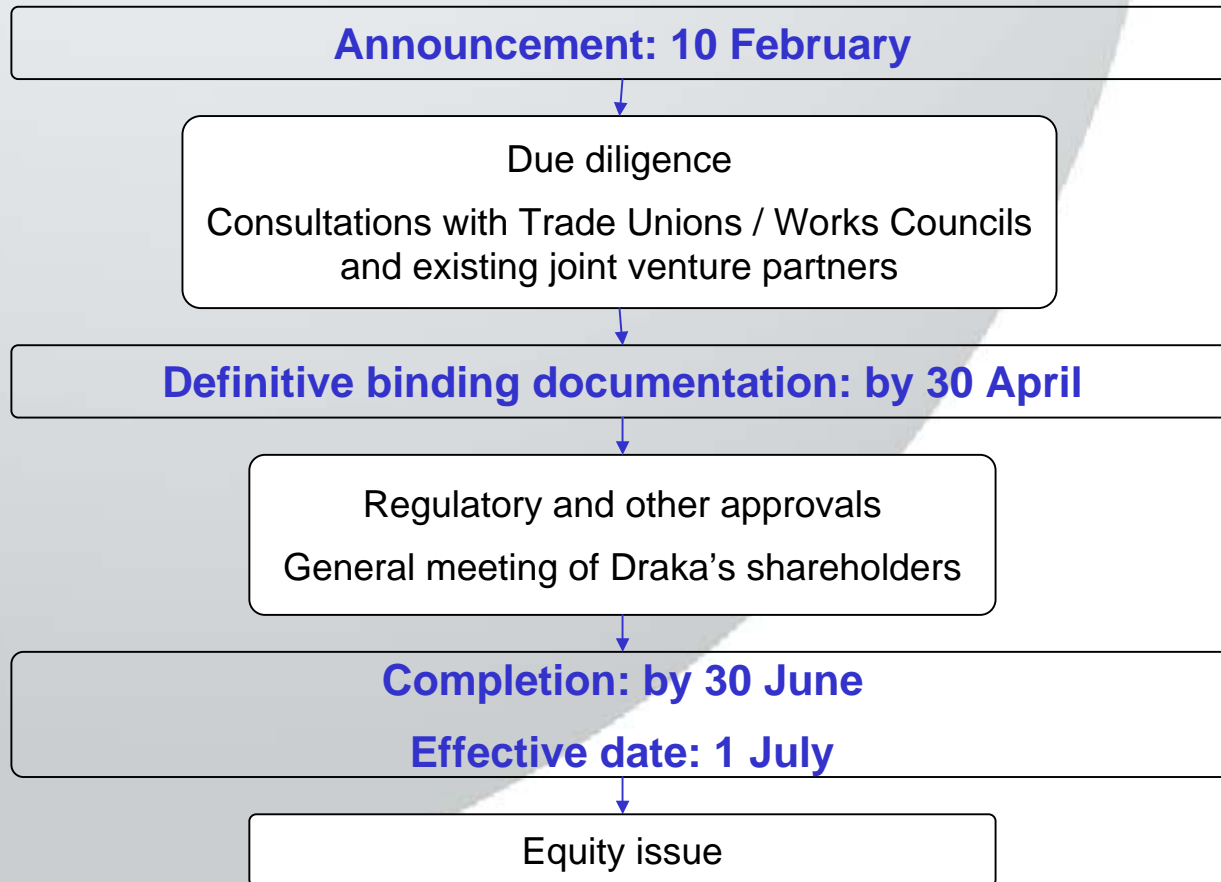 Announcement: 10 February
Due diligence
Consultations with Trade Unions / Works Councils
and existing joint venture partners
Definitive binding documentation: by 30 April
Regulatory and other approvals
General meeting of Draka’s shareholders
Completion: by 30 June
Effective date: 1 July
Equity issue